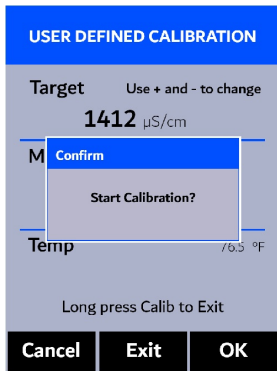 USER DEFINED CALIBRATION
Target Use + and - to change
1412 µS/cm
M
Confirm
Start Calibration?
Temp 76.5 °F
Long press Calib to Exit
Cancel Exit OK